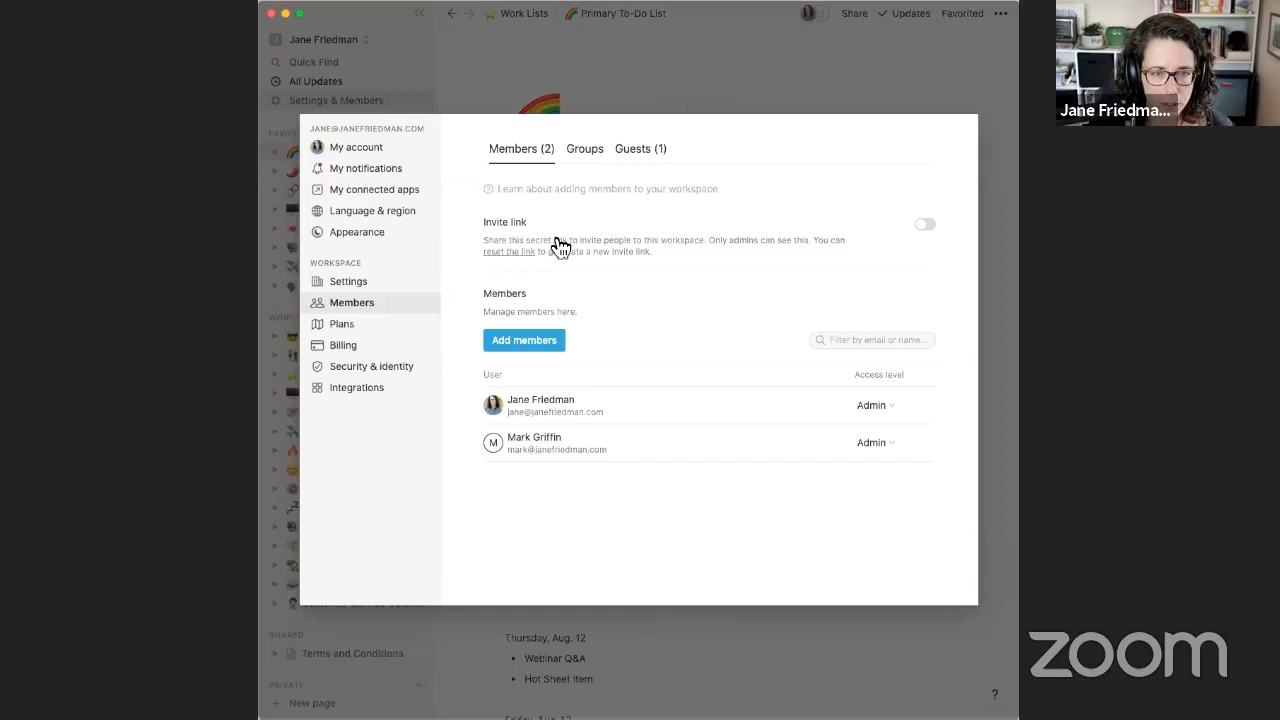 Work Lists / Primary To-Do List
Share
Updates
Favorited
Jane Friedman
Quick Find
All Updates
Settings & Members
JANE@JANEFRIEDMAN.COM
My account
My notifications
My connected apps
Language & region
Appearance
WORKSPACE
Settings
Members
Plans
Billing
Security & identity
Integrations
Members (2)
Groups
Guests (1)
Learn about adding members to your workspace
Invite link
Share this secret link to invite people to this workspace. Only admins can see this. You can
reset the link to generate a new invite link.
Members
Manage members here.
Add members
Filter by email or name...
User
Access level
Jane Friedman
jane@janefriedman.com
Admin
M
Mark Griffin
mark@janefriedman.com
Admin
SHARED
Terms and Conditions
PRIVATE
New page
Thursday, Aug. 12
• Webinar Q&A
• Hot Sheet item
?
Jane Friedma...
zoom